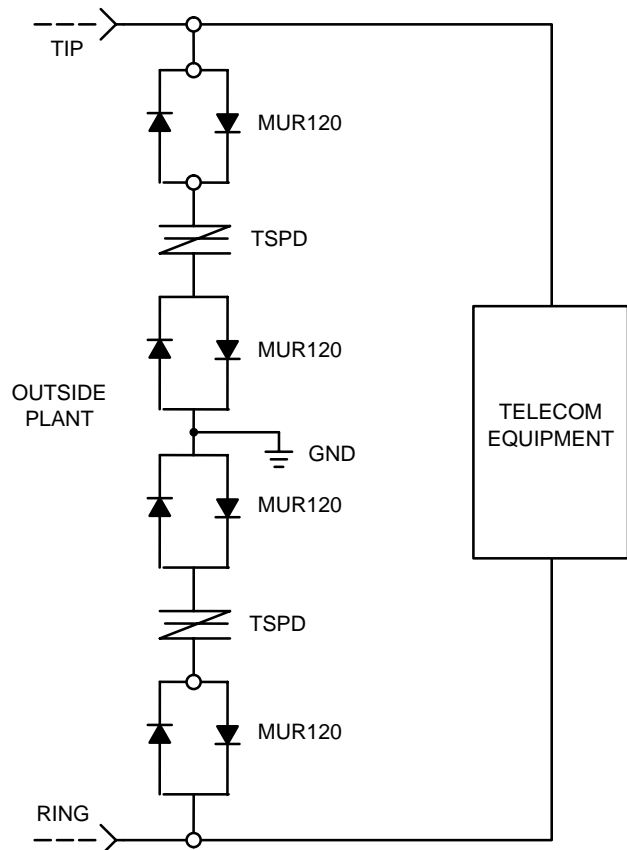 TIP
MUR120
TSPD
MUR120
OUTSIDE
PLANT
GND
TELECOM
EQUIPMENT
MUR120
TSPD
MUR120
RING